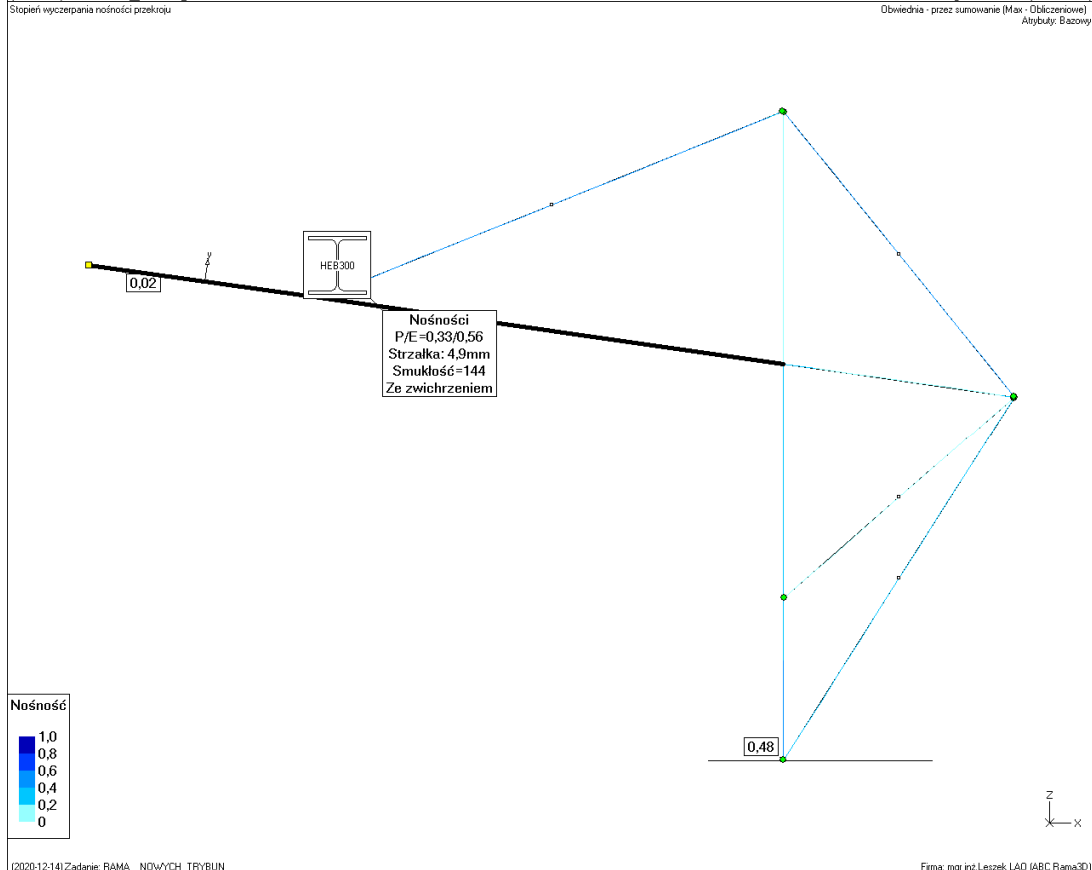 Stopień wyczerpania nośności przekroju
Obwiednia - przez sumowanie (Max - Obliczeniowe)
Atrybuty: Bazowy
HEB300
0,02
Nośności
P/E=0,33/0,56
Strzałka: 4,9mm
Smukłość=144
Ze zwichrzeniem
0,48
Nośność
1,0
0,8
0,6
0,4
0,2
0
Z
X
(2020-12-14) Zadanie: RAMA NOWYCH TRYBUN
Firma: mgr inż.Leszek ŁAO (ABC Rama3D)